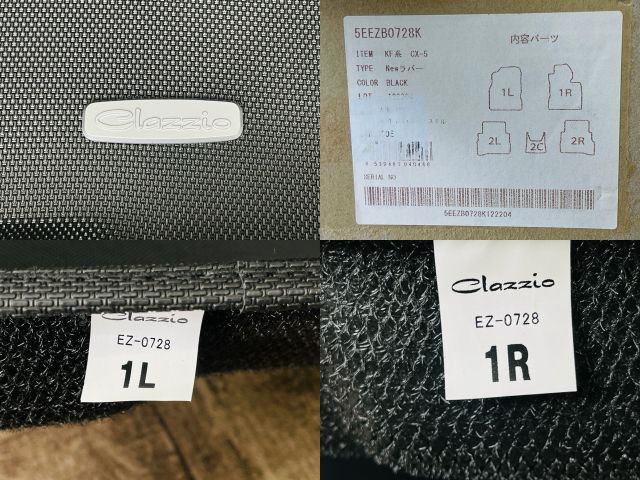 Clazzio
5EEZB0728K
内容パーツ
ITEM KF系 CX-5
TYPE Newラバー
COLOR BLACK
1L
1R
2L
2C
2R
SERIAL NO
5EEZB0728K122204
Clazzio
EZ-0728
1L
Clazzio
EZ-0728
1R